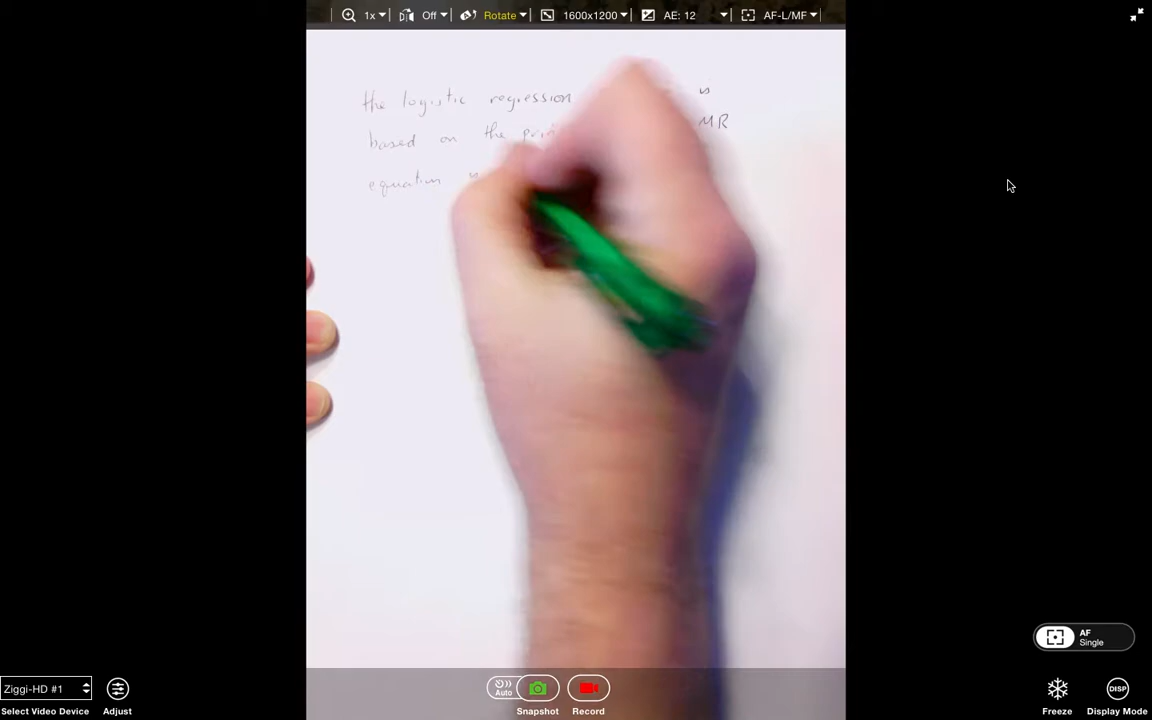 1x Off Rotate 1600x1200 AE: 12 AF-L/MF
the logistic regression is
based on the MR
equation
AF
Single
Ziggi-HD #1
Select Video Device
Adjust
Auto
Snapshot
Record
Freeze
DISP
Display Mode